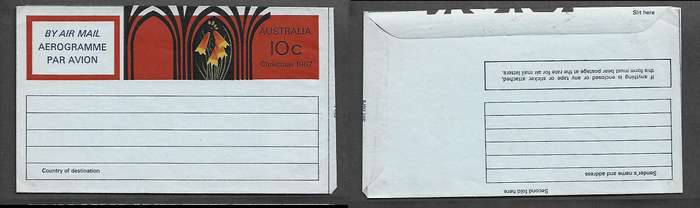 BY AIR MAIL
AEROGRAMME
PAR AVION
AUSTRALIA
10c
Christmas 1967
Country of destination
Slit here
If anything is enclosed or any tape or sticker attached,
this form must bear postage at the rate for air mail letters.
Sender's name and address
Second fold here